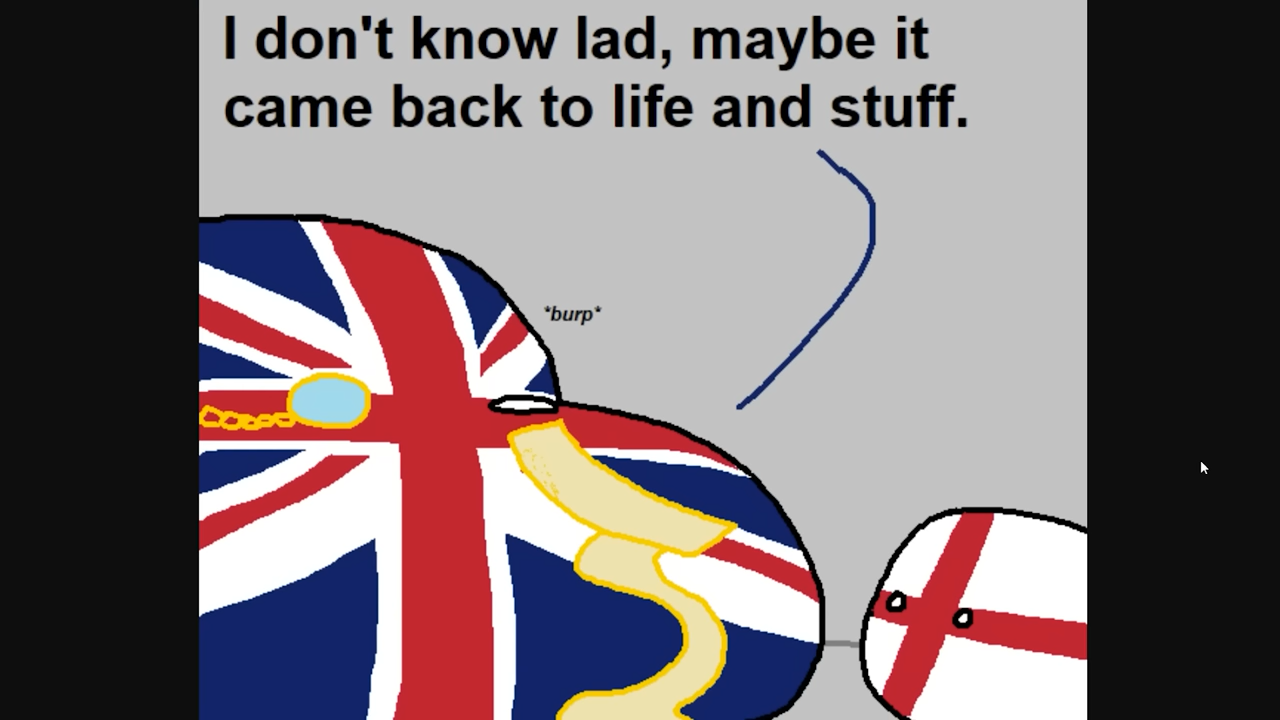 I don't know lad, maybe it
came back to life and stuff.
*burp*